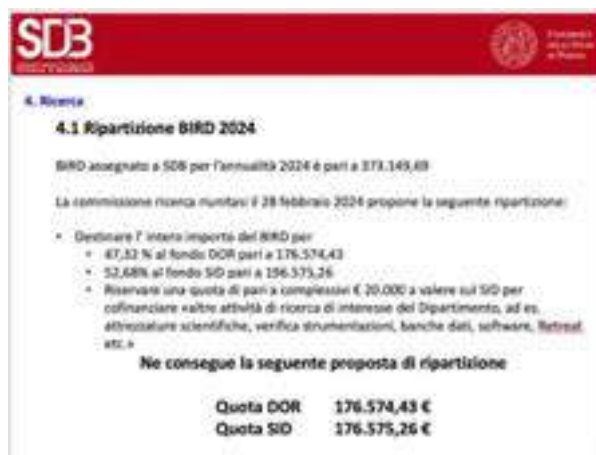 SDB
4. Ricerca
4.1 Ripartizione BIRD 2024
BIRD assegnato a SDB per l'annualità 2024 è pari a 373.149,69
La commissione ricerca riunitasi il 28 febbraio 2024 propone la seguente ripartizione:
• Destinare l' intero importo del BIRD per
• 47,32 % al fondo DOR pari a 176.574,43
• 52,68% al fondo SID pari a 196.575,26
• Riservare una quota di pari a complessivi € 20.000 a valere sul SID per
cofinanziare «altre attività di ricerca di interesse del Dipartimento, ad es.
attrezzature scientifiche, verifica strumentazioni, banche dati, software, Retreat
etc.»
Ne consegue la seguente proposta di ripartizione
Quota DOR 176.574,43 €
Quota SID 176.575,26 €